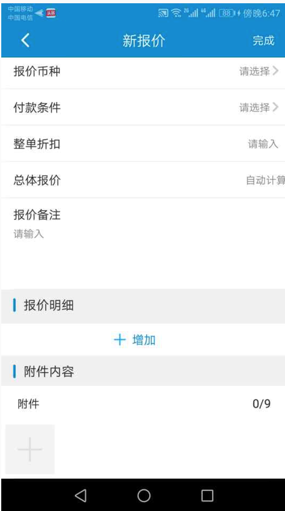 中国移动
中国电信
傍晚6:47
新报价
完成
报价币种 请选择
付款条件 请选择
整单折扣 请输入
总体报价 自动计算
报价备注
请输入
报价明细
增加
附件内容
附件 0/9